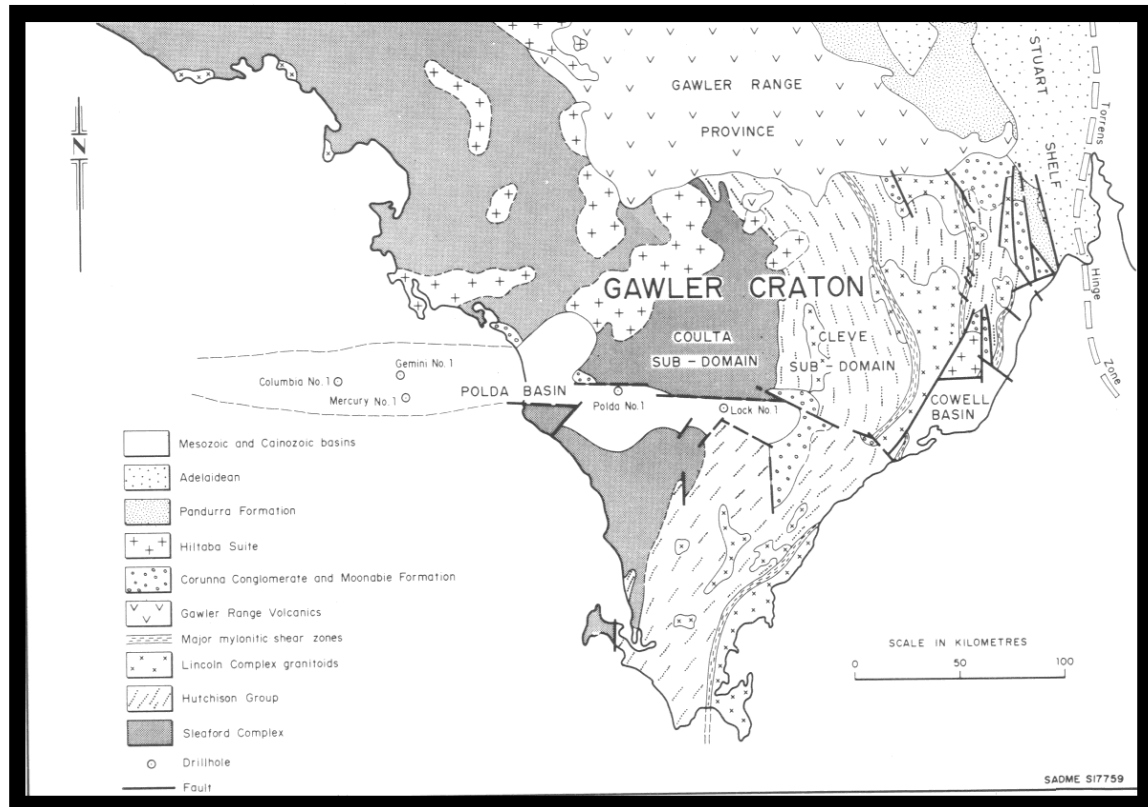 STUART
SHELF
Torrens
Hinge
Zone
GAWLER RANGE
PROVINCE
N
GAWLER CRATON
COULTA
SUB - DOMAIN
CLEVE
SUB - DOMAIN
Gemini No. 1
Columbia No. 1
Mercury No. 1
POLDA BASIN
Polda No. 1
Lock No. 1
COWELL
BASIN
Mesozoic and Cainozoic basins
Adelaidean
Pandurra Formation
Hiltaba Suite
Corunna Conglomerate and Moonabie Formation
Gawler Range Volcanics
Major mylonitic shear zones
Lincoln Complex granitoids
Hutchison Group
Sleaford Complex
Drillhole
Fault
SCALE IN KILOMETRES
0 50 100
SADME S17759